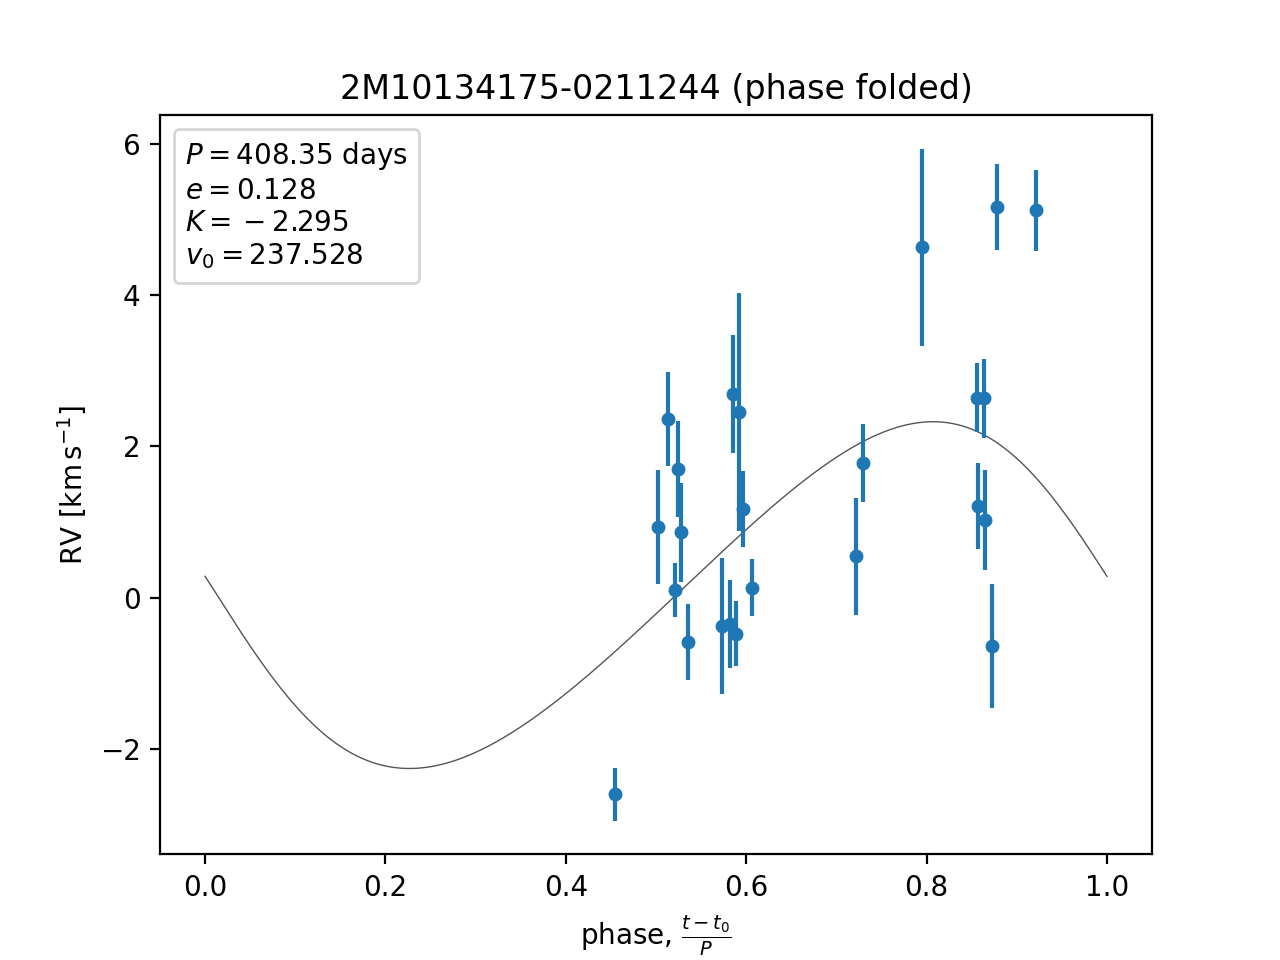 2M10134175-0211244 (phase folded)
P = 408.35 days
e = 0.128
K = −2.295
v₀ = 237.528
6
4
2
0
−2
RV [km s⁻¹]
0.0 0.2 0.4 0.6 0.8 1.0
phase, (t − t₀)/P